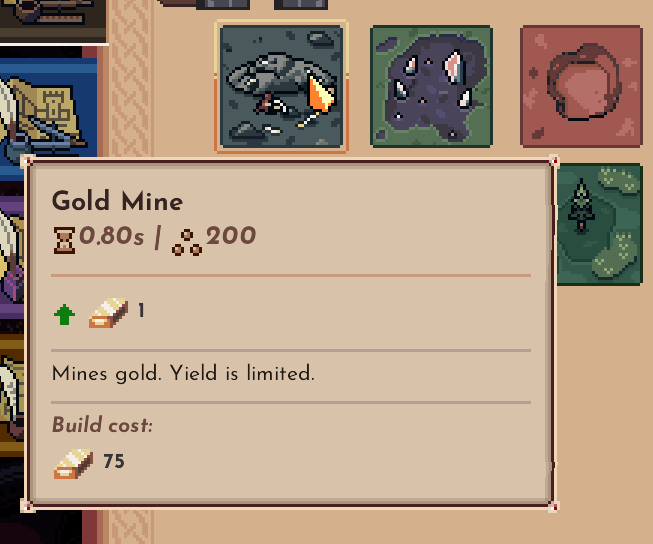 Gold Mine
0.80s | 200
1
Mines gold. Yield is limited.
Build cost:
75